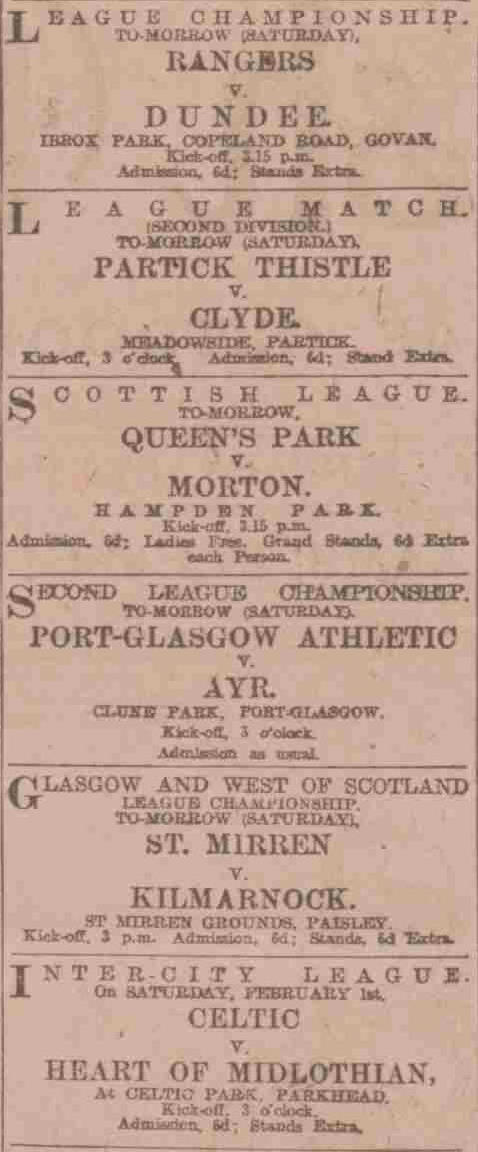 LEAGUE CHAMPIONSHIP.
TO-MORROW (SATURDAY),
RANGERS
v.
DUNDEE.
IBROX PARK, COPELAND ROAD, GOVAN.
Kick-off, 3.15 p.m.
Admission, 6d; Stands Extra.
LEAGUE MATCH.
(SECOND DIVISION.)
TO-MORROW (SATURDAY),
PARTICK THISTLE
v.
CLYDE.
MEADOWSIDE, PARTICK.
Kick-off, 3 o'clock. Admission, 6d; Stand Extra.
SCOTTISH LEAGUE.
TO-MORROW,
QUEEN'S PARK
v.
MORTON.
HAMPDEN PARK.
Kick-off, 3.15 p.m.
Admission, 6d; Ladies Free. Grand Stands, 6d Extra
each Person.
SECOND LEAGUE CHAMPIONSHIP.
TO-MORROW (SATURDAY).
PORT-GLASGOW ATHLETIC
v.
AYR.
CLUNE PARK, PORT-GLASGOW.
Kick-off, 3 o'clock.
Admission as usual.
GLASGOW AND WEST OF SCOTLAND
LEAGUE CHAMPIONSHIP.
TO-MORROW (SATURDAY),
ST. MIRREN
v.
KILMARNOCK.
ST MIRREN GROUNDS, PAISLEY.
Kick-off, 3 p.m. Admission, 6d; Stands, 6d Extra.
INTER-CITY LEAGUE.
On SATURDAY, FEBRUARY 1st,
CELTIC
v.
HEART OF MIDLOTHIAN,
At CELTIC PARK, PARKHEAD.
Kick-off, 3 o'clock.
Admission, 6d; Stands Extra.